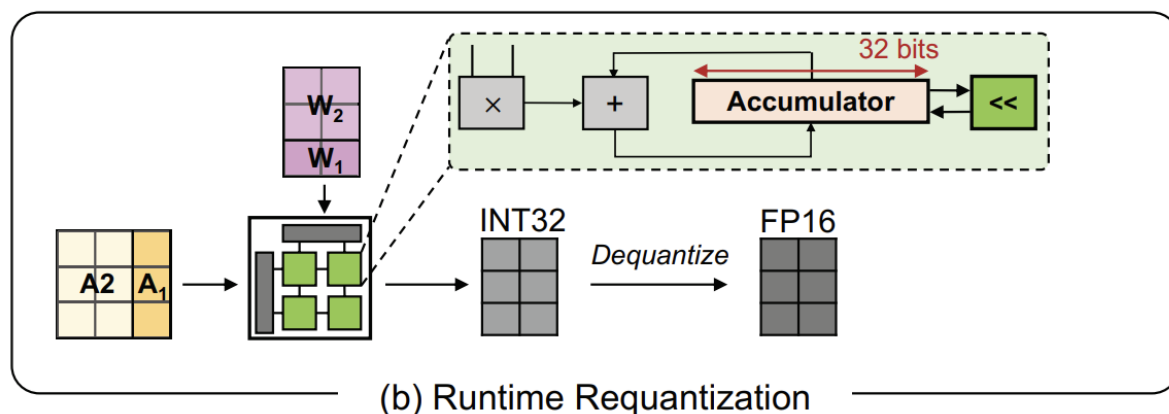 32 bits
× + Accumulator <<
W2
W1
INT32 FP16
A2 A1 Dequantize
(b) Runtime Requantization